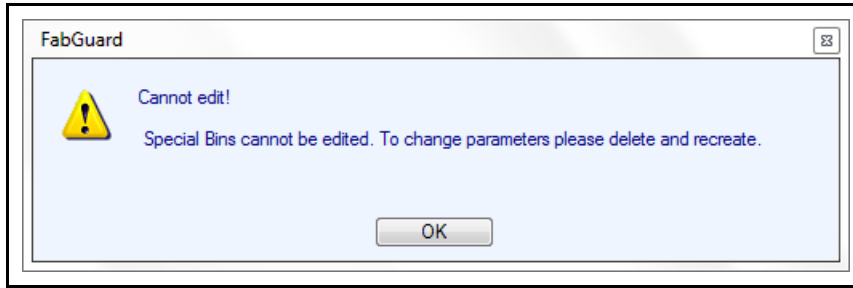 FabGuard
Cannot edit!
Special Bins cannot be edited. To change parameters please delete and recreate.
OK